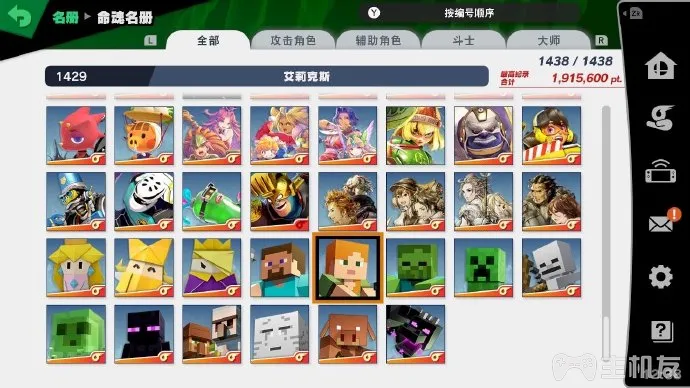 名册 ▸ 命魂名册
Y 按编号顺序
L 全部 攻击角色 辅助角色 斗士 大师 R
1438 / 1438
1429 艾莉克斯
最高纪录
合计 1,915,600 pt.
ZR
主机友